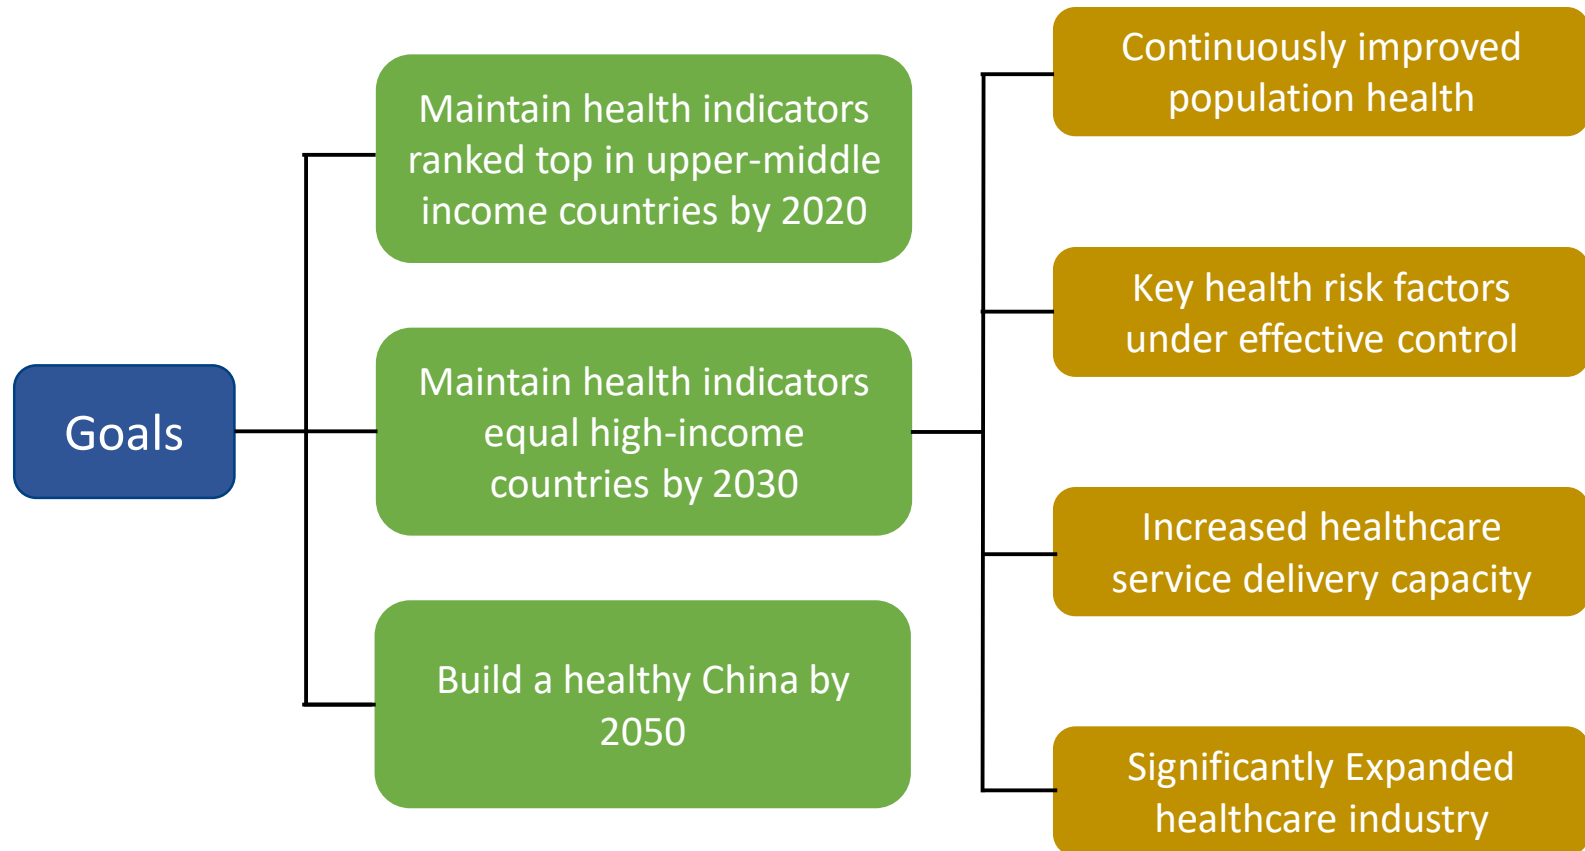 Goals
Maintain health indicators
ranked top in upper-middle
income countries by 2020
Maintain health indicators
equal high-income
countries by 2030
Build a healthy China by
2050
Continuously improved
population health
Key health risk factors
under effective control
Increased healthcare
service delivery capacity
Significantly Expanded
healthcare industry